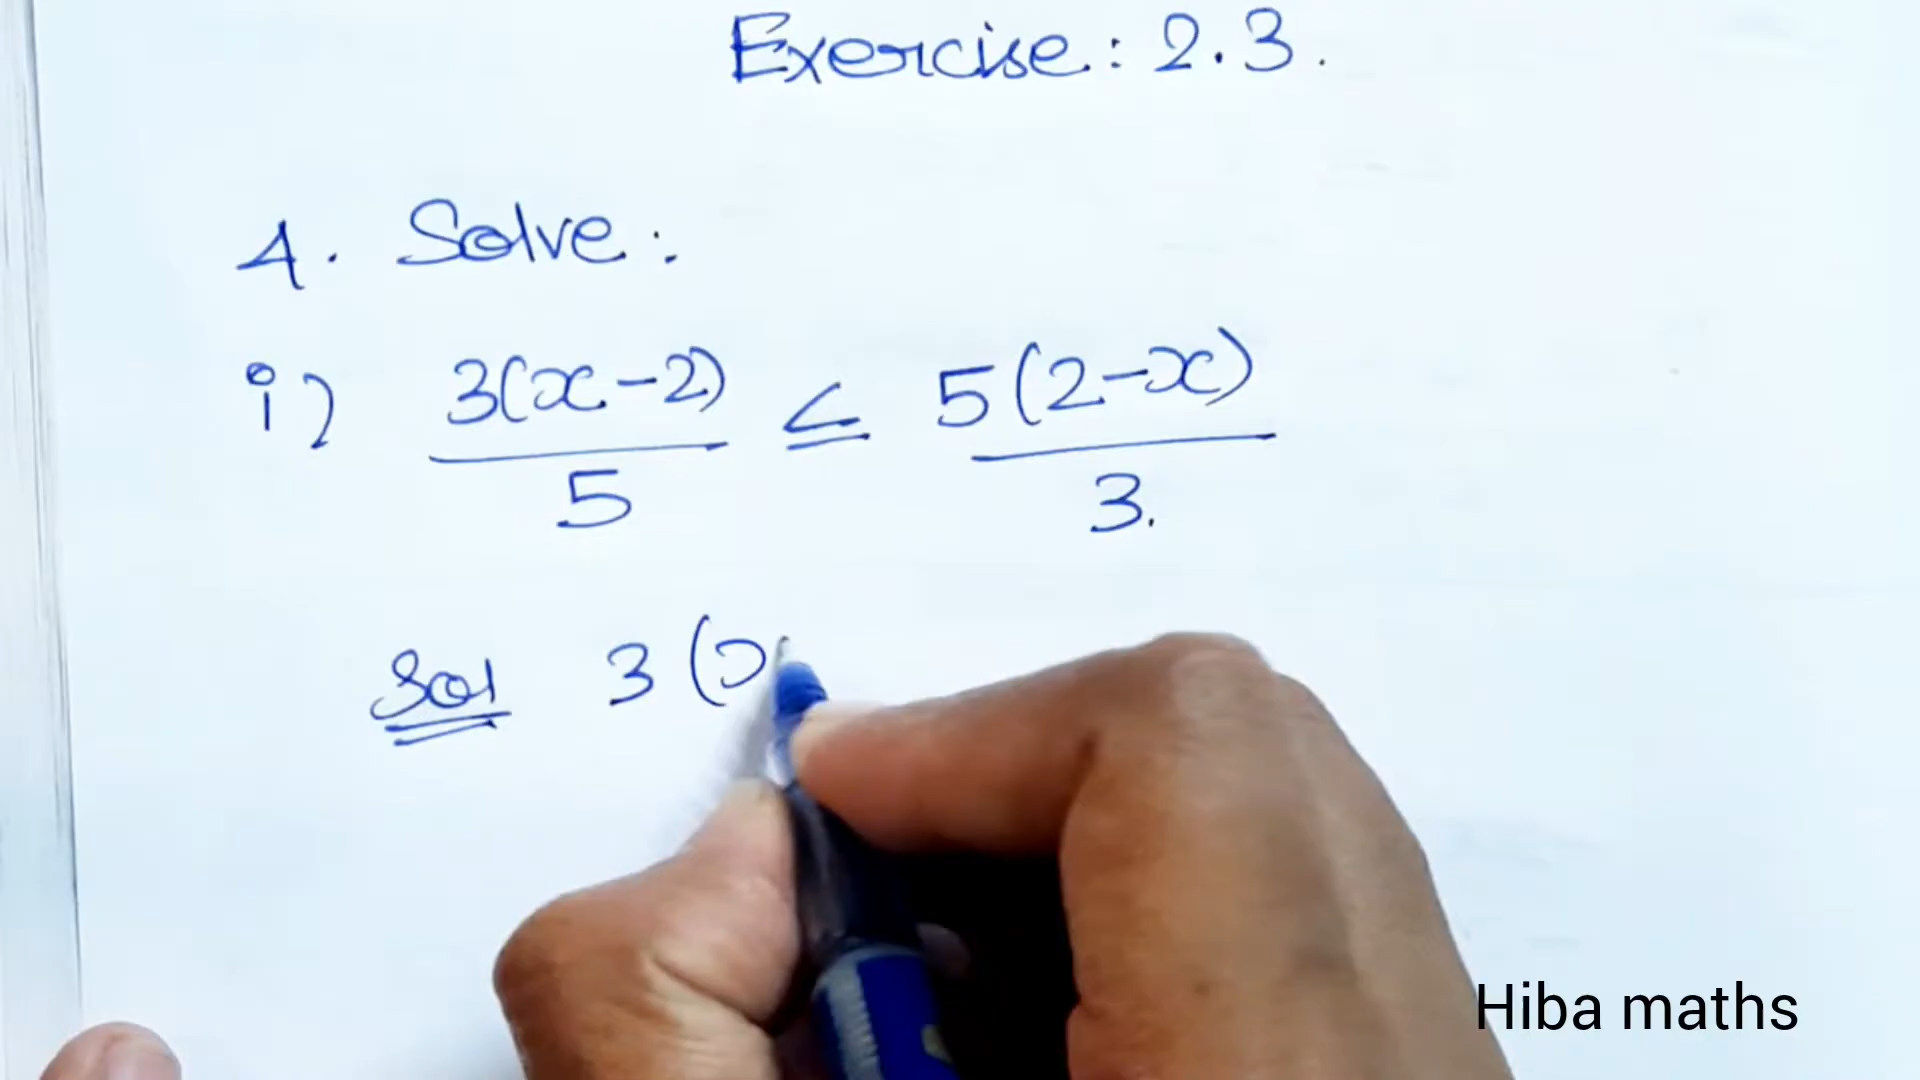 Exercise: 2.3.
4. Solve:
i) 3(x-2)/5 ≤ 5(2-x)/3.
Sol 3(x
Hiba maths